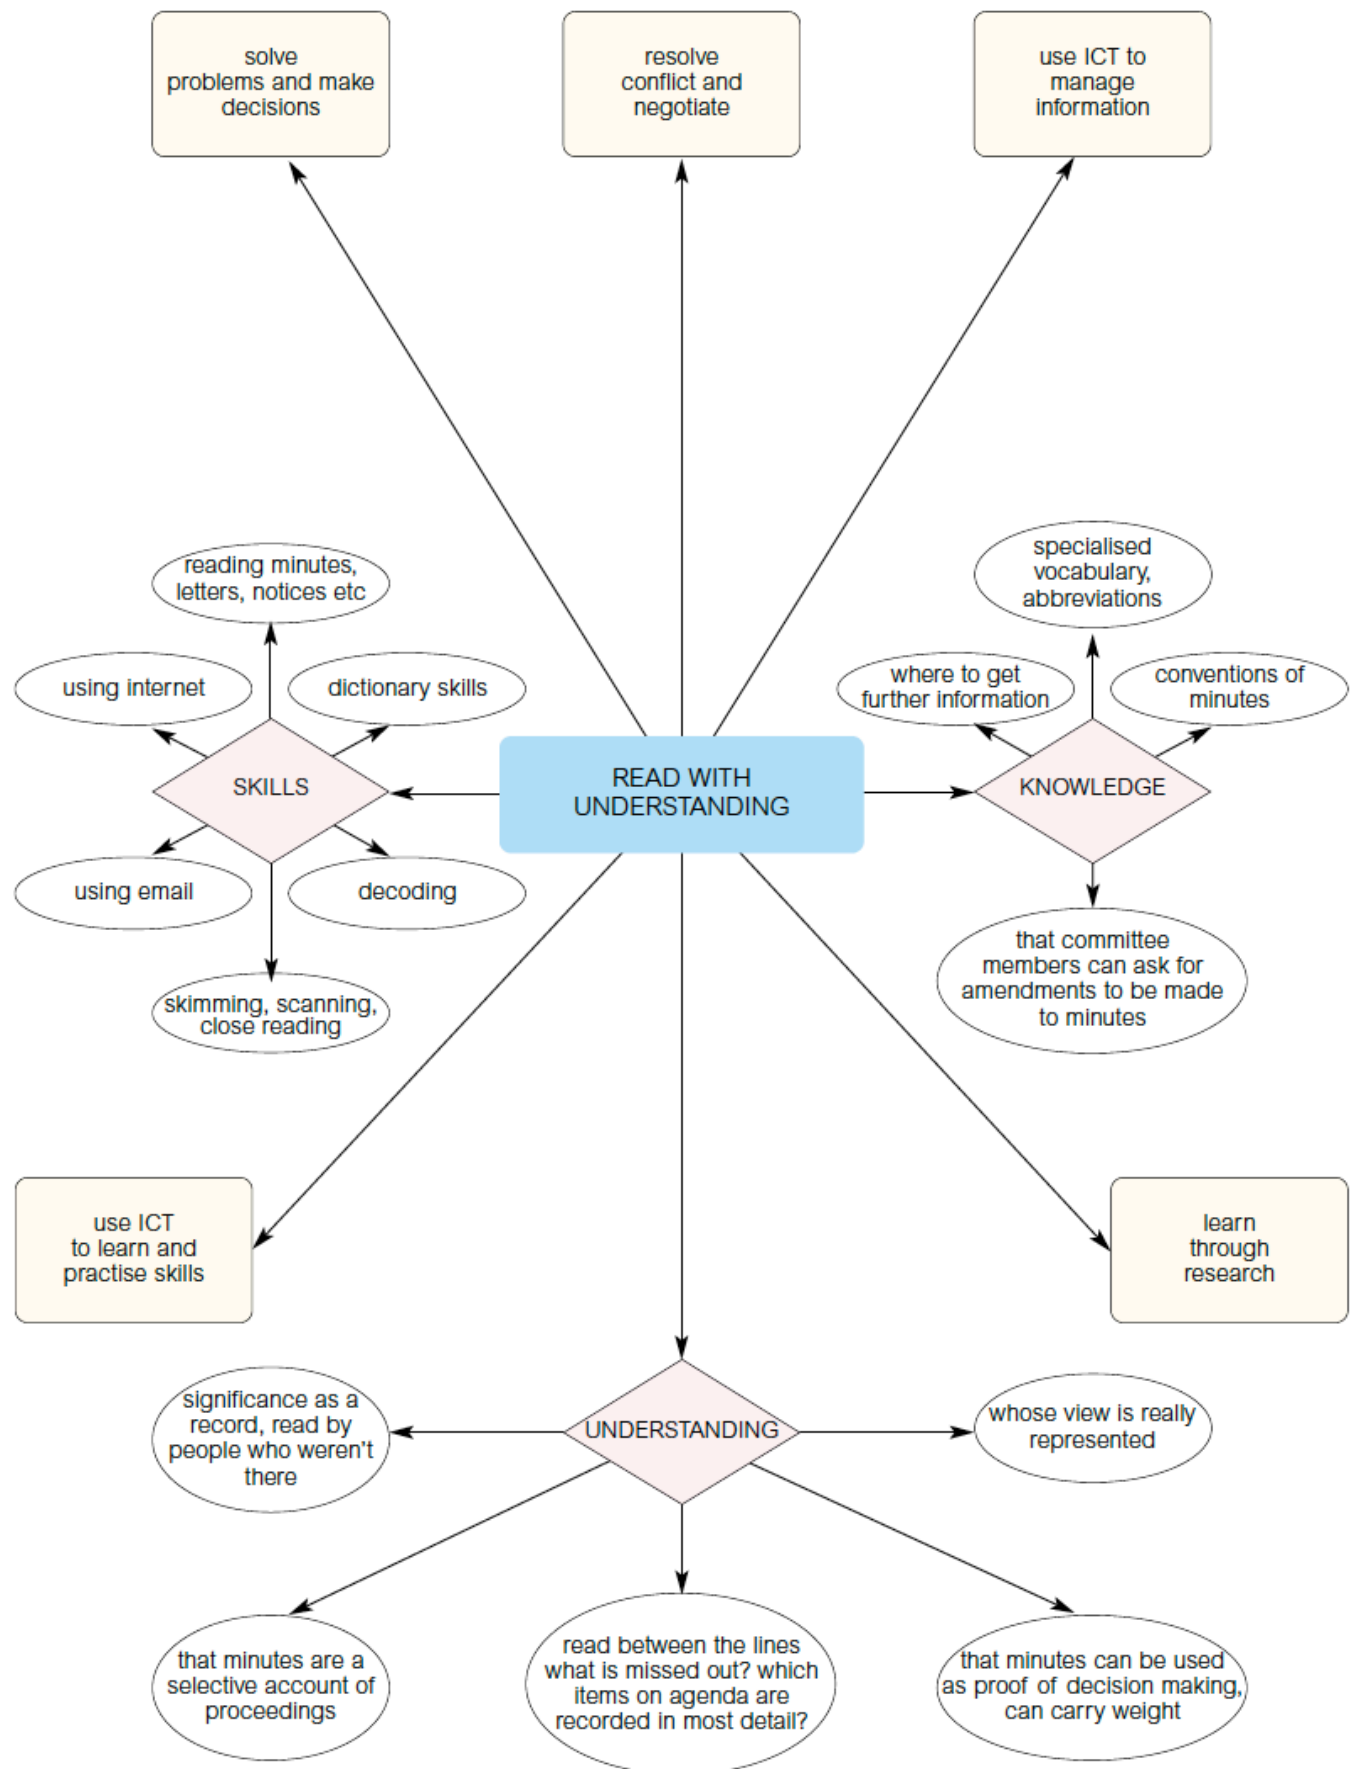 solve
problems and make
decisions
resolve
conflict and
negotiate
use ICT to
manage
information
reading minutes,
letters, notices etc
using internet
dictionary skills
SKILLS
using email
decoding
skimming, scanning,
close reading
READ WITH
UNDERSTANDING
specialised
vocabulary,
abbreviations
where to get
further information
conventions of
minutes
KNOWLEDGE
that committee
members can ask for
amendments to be made
to minutes
use ICT
to learn and
practise skills
learn
through
research
significance as a
record, read by
people who weren't
there
UNDERSTANDING
whose view is really
represented
that minutes are a
selective account of
proceedings
read between the lines
what is missed out? which
items on agenda are
recorded in most detail?
that minutes can be used
as proof of decision making,
can carry weight